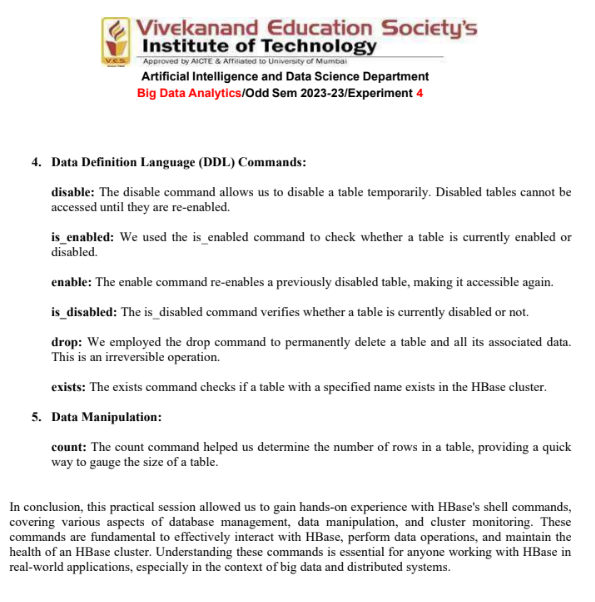 Vivekanand Education Society's
Institute of Technology
V.E.S.
Approved by AICTE & Affiliated to University of Mumbai
Artificial Intelligence and Data Science Department
Big Data Analytics/Odd Sem 2023-23/Experiment 4
4. Data Definition Language (DDL) Commands:
disable: The disable command allows us to disable a table temporarily. Disabled tables cannot be
accessed until they are re-enabled.
is_enabled: We used the is_enabled command to check whether a table is currently enabled or
disabled.
enable: The enable command re-enables a previously disabled table, making it accessible again.
is_disabled: The is_disabled command verifies whether a table is currently disabled or not.
drop: We employed the drop command to permanently delete a table and all its associated data.
This is an irreversible operation.
exists: The exists command checks if a table with a specified name exists in the HBase cluster.
5. Data Manipulation:
count: The count command helped us determine the number of rows in a table, providing a quick
way to gauge the size of a table.
In conclusion, this practical session allowed us to gain hands-on experience with HBase's shell commands,
covering various aspects of database management, data manipulation, and cluster monitoring. These
commands are fundamental to effectively interact with HBase, perform data operations, and maintain the
health of an HBase cluster. Understanding these commands is essential for anyone working with HBase in
real-world applications, especially in the context of big data and distributed systems.